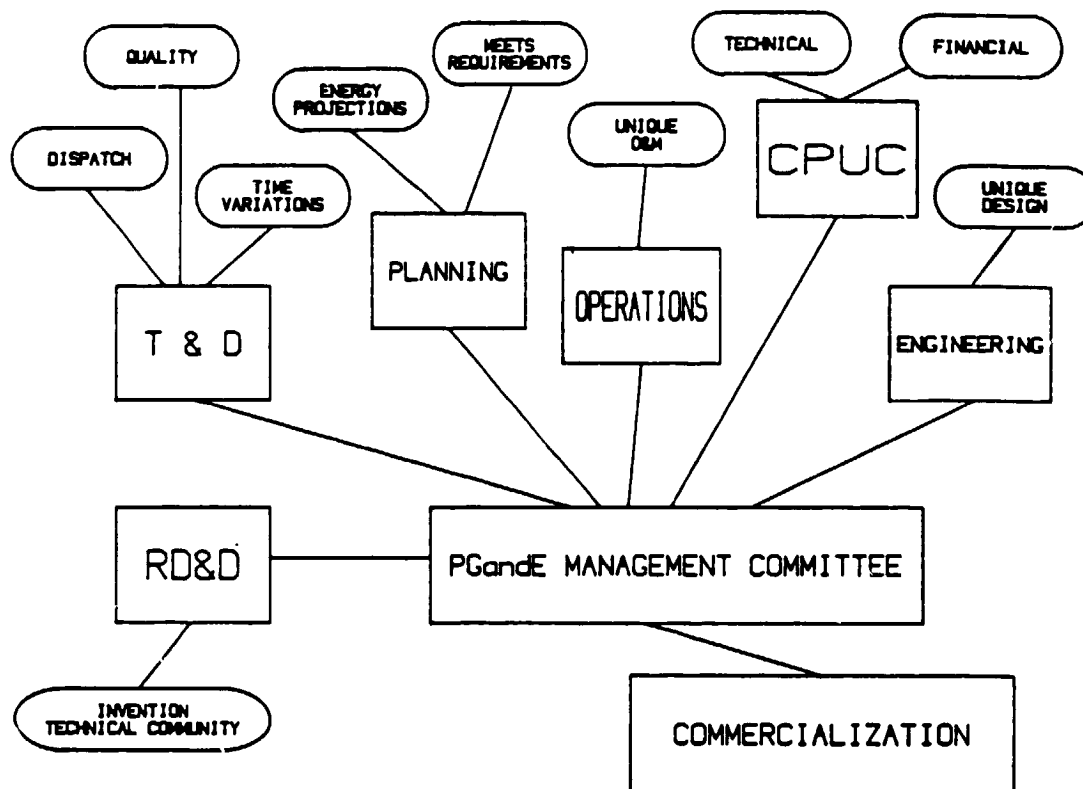 QUALITY
MEETS
REQUIREMENTS
TECHNICAL
FINANCIAL
ENERGY
PROJECTIONS
DISPATCH
UNIQUE
O&M
CPUC
TIME
VARIATIONS
UNIQUE
DESIGN
PLANNING
OPERATIONS
T & D
ENGINEERING
RD&D
PGandE MANAGEMENT COMMITTEE
INVENTION
TECHNICAL COMMUNITY
COMMERCIALIZATION